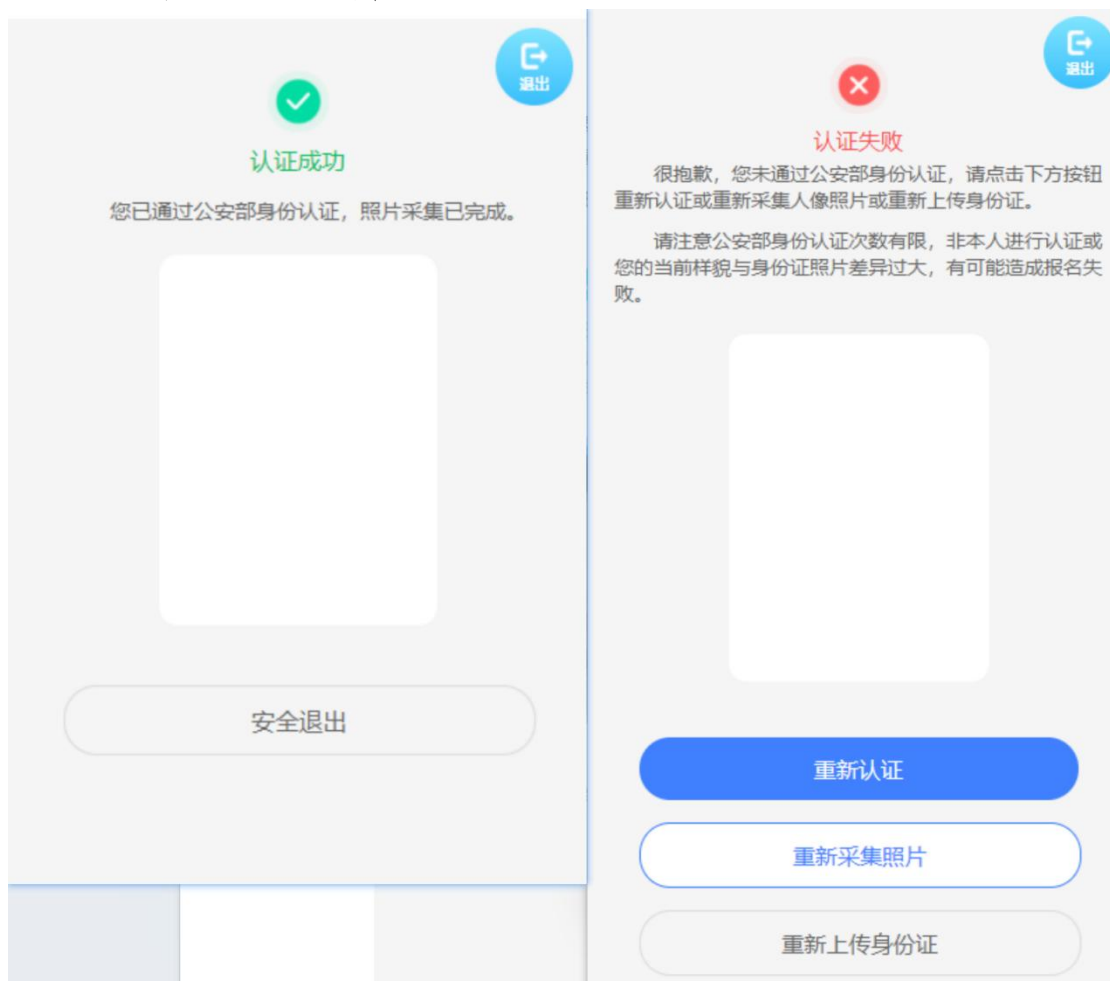 退出
认证成功
您已通过公安部身份认证，照片采集已完成。
安全退出
退出
认证失败
很抱歉，您未通过公安部身份认证，请点击下方按钮
重新认证或重新采集人像照片或重新上传身份证。
请注意公安部身份认证次数有限，非本人进行认证或
您的当前样貌与身份证照片差异过大，有可能造成报名失
败。
重新认证
重新采集照片
重新上传身份证